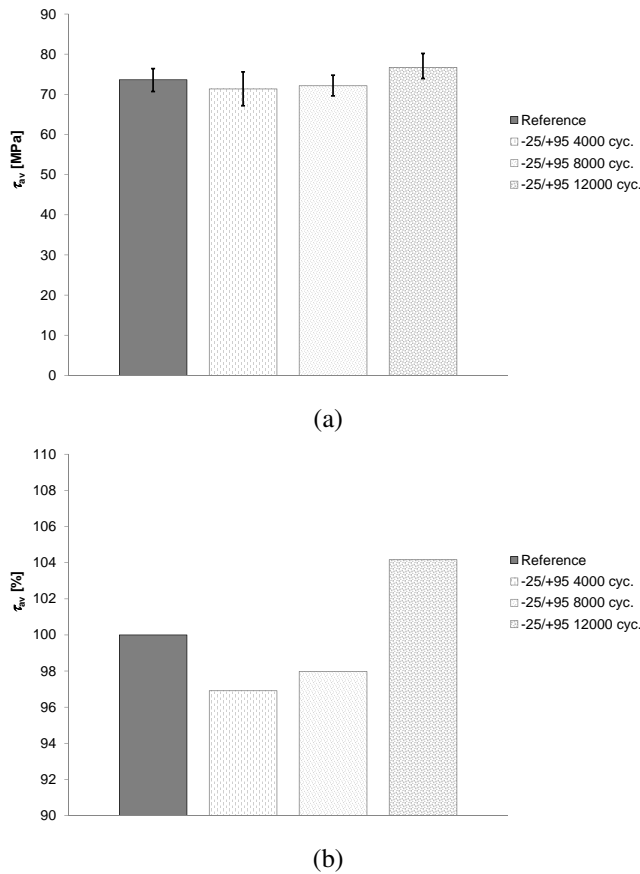 90
80
70
60
50
40
30
20
10
0
τav [MPa]
Reference
-25/+95 4000 cyc.
-25/+95 8000 cyc.
-25/+95 12000 cyc.
(a)
110
108
106
104
102
100
98
96
94
92
90
τav [%]
Reference
-25/+95 4000 cyc.
-25/+95 8000 cyc.
-25/+95 12000 cyc.
(b)